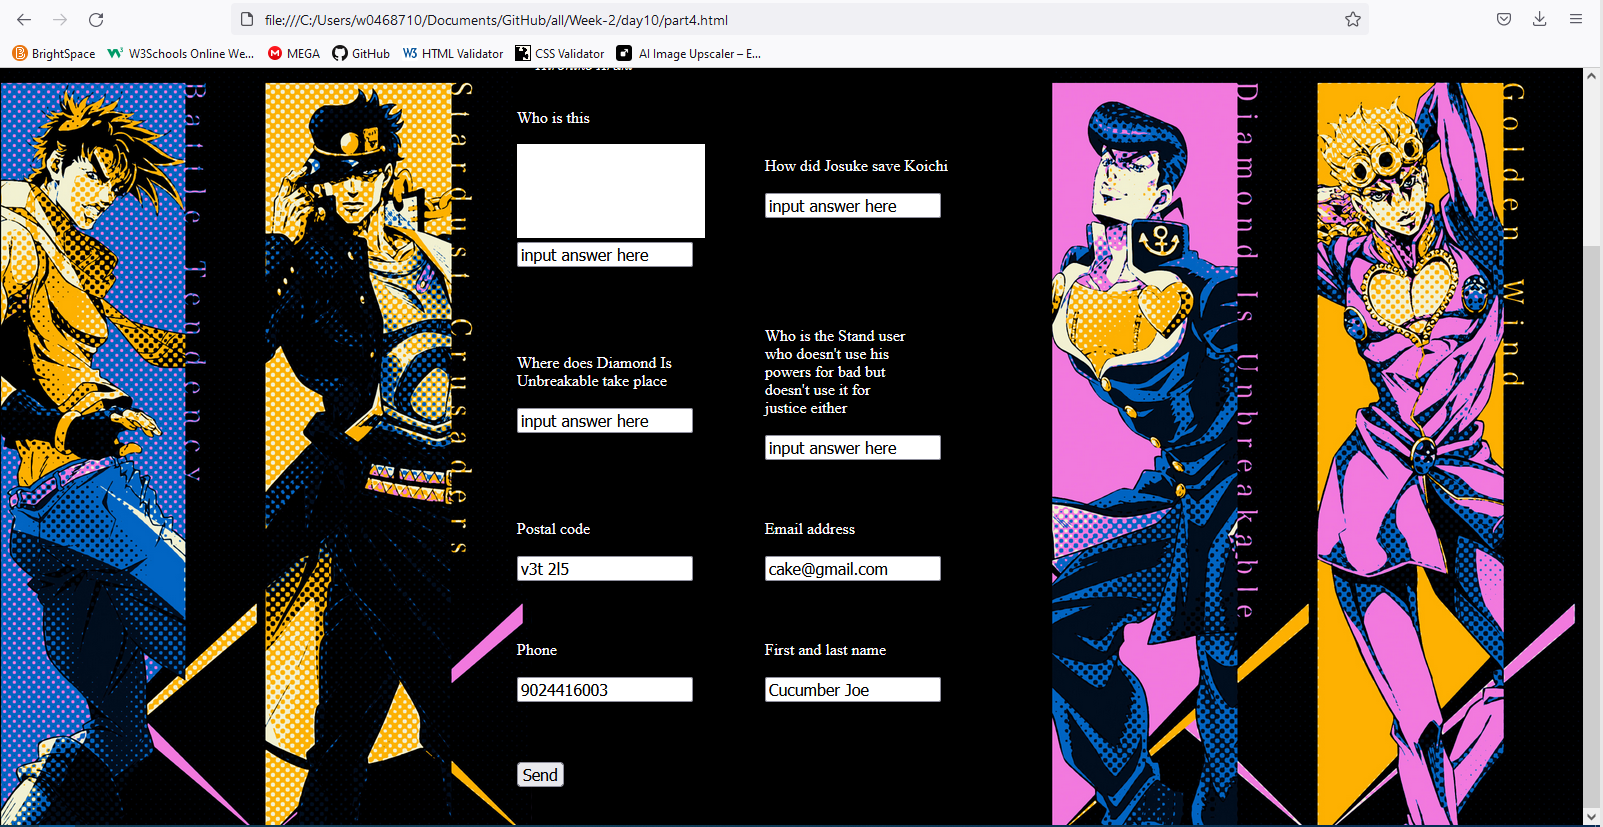 file:///C:/Users/w0468710/Documents/GitHub/all/Week-2/day10/part4.html
BrightSpace
W3Schools Online We...
MEGA
GitHub
HTML Validator
CSS Validator
AI Image Upscaler – E...
Battle Tendency
Stardust Crusaders
Who is this
input answer here
How did Josuke save Koichi
input answer here
Where does Diamond Is
Unbreakable take place
input answer here
Who is the Stand user
who doesn't use his
powers for bad but
doesn't use it for
justice either
input answer here
Postal code
v3t 2l5
Email address
cake@gmail.com
Phone
9024416003
First and last name
Cucumber Joe
Send
Diamond Is Unbreakable
Golden Wind